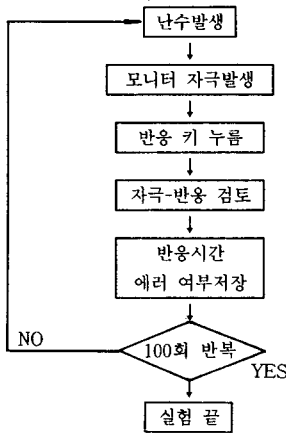 난수발생
모니터 자극발생
반응 키 누름
자극-반응 검토
반응시간
에러 여부저장
NO
100회 반복
YES
실험 끝